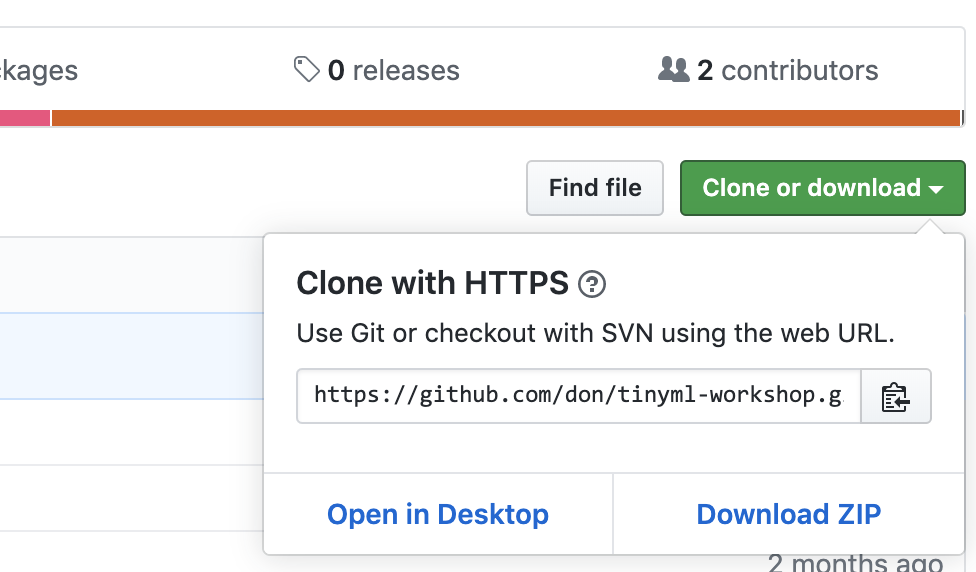 ckages 0 releases 2 contributors
Find file Clone or download
Clone with HTTPS ?
Use Git or checkout with SVN using the web URL.
https://github.com/don/tinyml-workshop.g
Open in Desktop Download ZIP
2 months ago